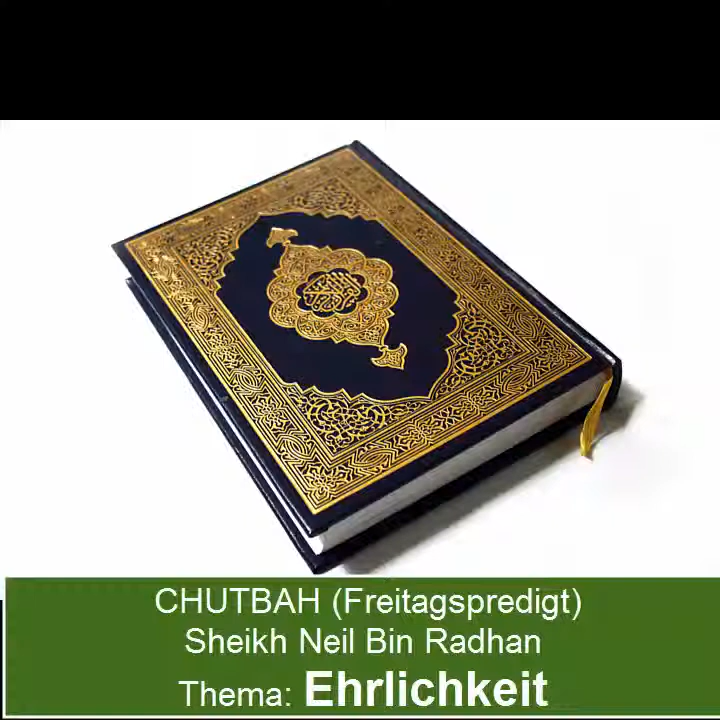 CHUTBAH (Freitagspredigt)
Sheikh Neil Bin Radhan
Thema: Ehrlichkeit